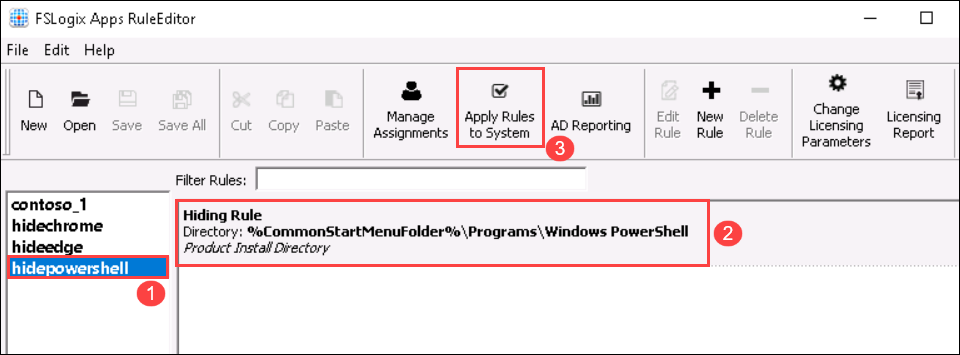 FSLogix Apps RuleEditor
File Edit Help
New Open Save Save All Cut Copy Paste Manage Assignments Apply Rules to System AD Reporting Edit Rule New Rule Delete Rule Change Licensing Parameters Licensing Report
3
Filter Rules:
contoso_1
hidechrome
hideedge
hidepowershell
1
Hiding Rule
Directory: %CommonStartMenuFolder%\Programs\Windows PowerShell
Product Install Directory
2